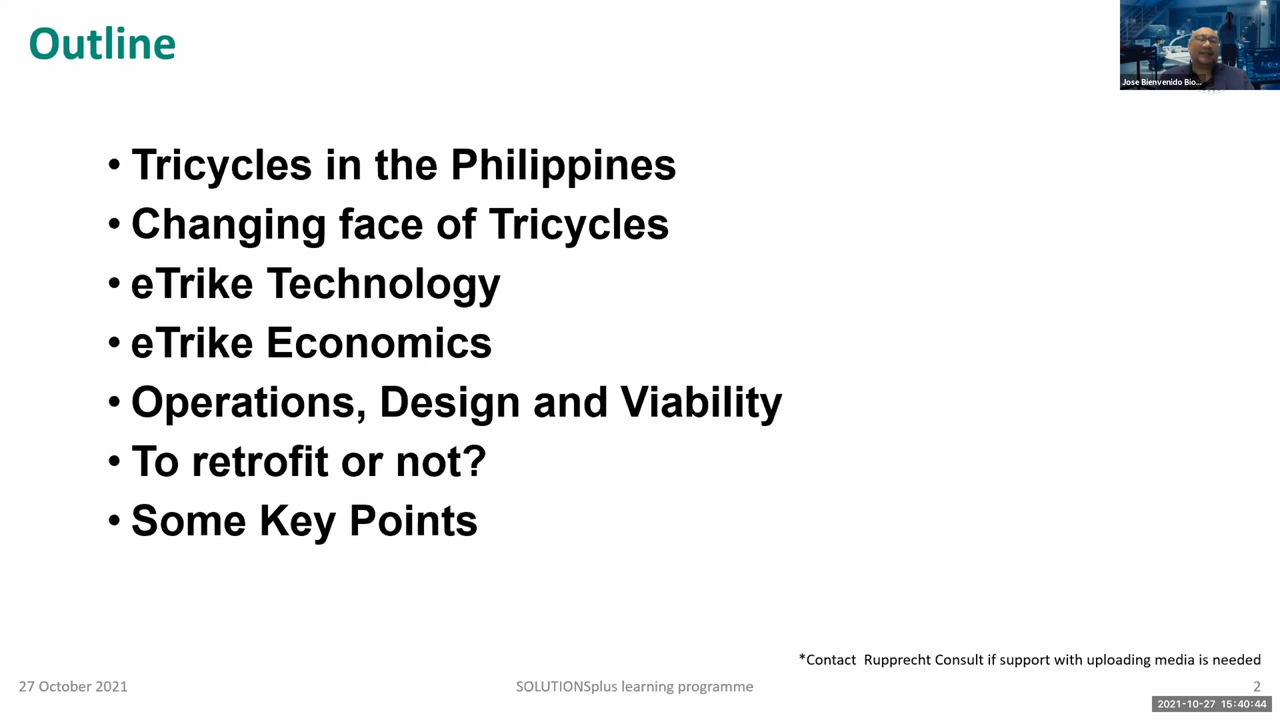 Outline
Jose Bienvenido Bio...
• Tricycles in the Philippines
• Changing face of Tricycles
• eTrike Technology
• eTrike Economics
• Operations, Design and Viability
• To retrofit or not?
• Some Key Points
*Contact Rupprecht Consult if support with uploading media is needed
27 October 2021
SOLUTIONSplus learning programme
2
2021-10-27 15:40:44